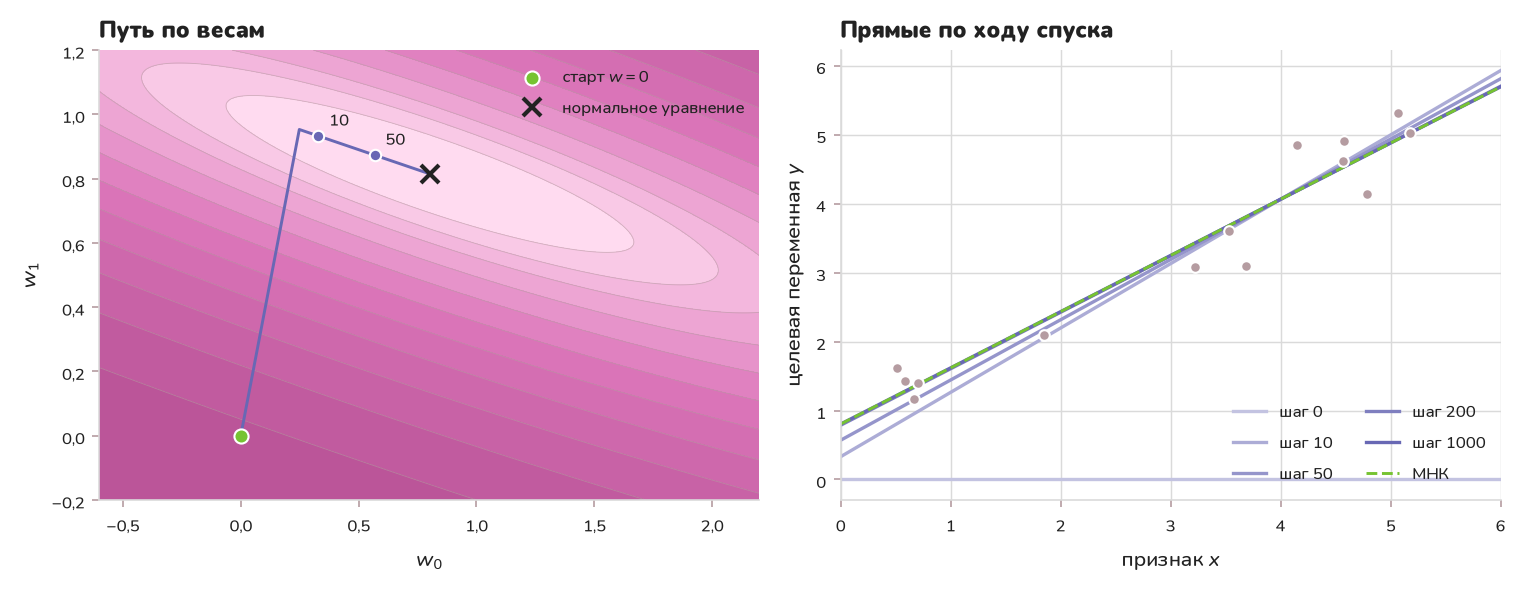 Путь по весам
1,2
1,0
0,8
0,6
0,4
0,2
0,0
−0,2
w1
−0,5
0,0
0,5
1,0
1,5
2,0
w0
старт w = 0
нормальное уравнение
10
50
Прямые по ходу спуска
6
5
4
3
2
1
0
целевая переменная y
0
1
2
3
4
5
6
признак x
шаг 0
шаг 10
шаг 50
шаг 200
шаг 1000
МНК